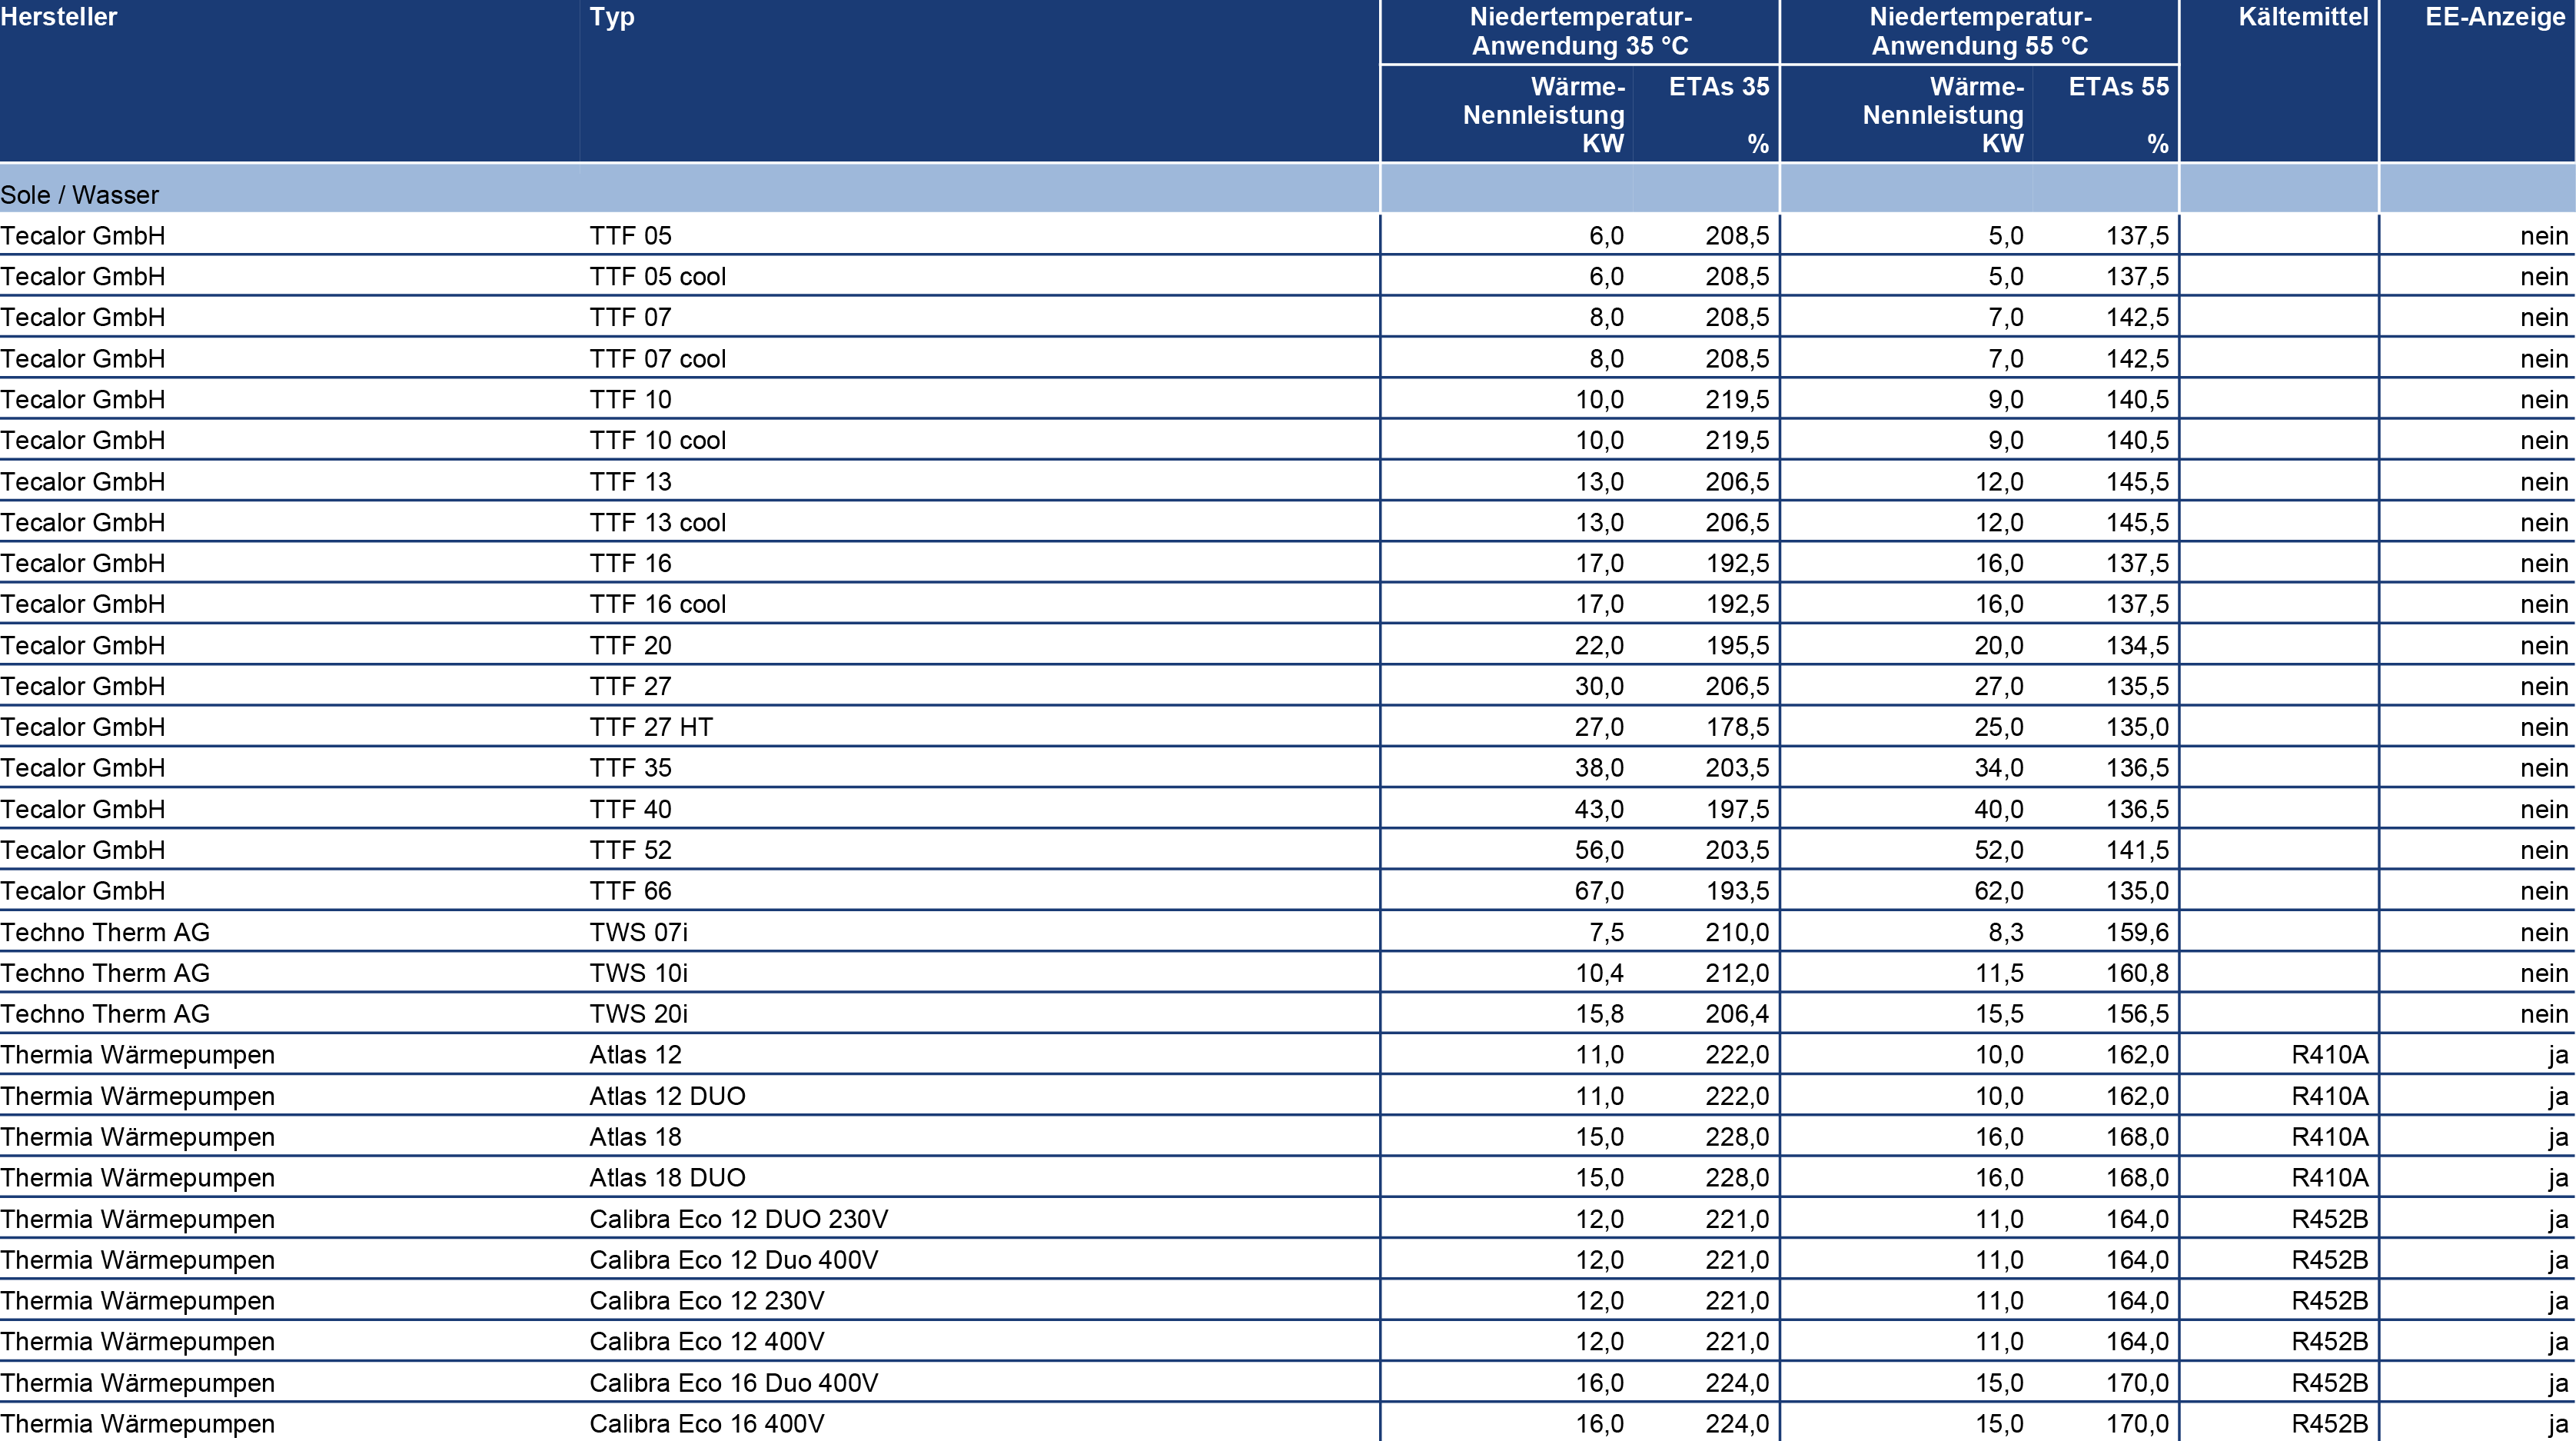 Hersteller Typ Niedertemperatur-Anwendung 35 °C Niedertemperatur-Anwendung 55 °C Kältemittel EE-Anzeige
Wärme-Nennleistung KW ETAs 35 % Wärme-Nennleistung KW ETAs 55 %
Sole / Wasser
Tecalor GmbH TTF 05 6,0 208,5 5,0 137,5 nein
Tecalor GmbH TTF 05 cool 6,0 208,5 5,0 137,5 nein
Tecalor GmbH TTF 07 8,0 208,5 7,0 142,5 nein
Tecalor GmbH TTF 07 cool 8,0 208,5 7,0 142,5 nein
Tecalor GmbH TTF 10 10,0 219,5 9,0 140,5 nein
Tecalor GmbH TTF 10 cool 10,0 219,5 9,0 140,5 nein
Tecalor GmbH TTF 13 13,0 206,5 12,0 145,5 nein
Tecalor GmbH TTF 13 cool 13,0 206,5 12,0 145,5 nein
Tecalor GmbH TTF 16 17,0 192,5 16,0 137,5 nein
Tecalor GmbH TTF 16 cool 17,0 192,5 16,0 137,5 nein
Tecalor GmbH TTF 20 22,0 195,5 20,0 134,5 nein
Tecalor GmbH TTF 27 30,0 206,5 27,0 135,5 nein
Tecalor GmbH TTF 27 HT 27,0 178,5 25,0 135,0 nein
Tecalor GmbH TTF 35 38,0 203,5 34,0 136,5 nein
Tecalor GmbH TTF 40 43,0 197,5 40,0 136,5 nein
Tecalor GmbH TTF 52 56,0 203,5 52,0 141,5 nein
Tecalor GmbH TTF 66 67,0 193,5 62,0 135,0 nein
Techno Therm AG TWS 07i 7,5 210,0 8,3 159,6 nein
Techno Therm AG TWS 10i 10,4 212,0 11,5 160,8 nein
Techno Therm AG TWS 20i 15,8 206,4 15,5 156,5 nein
Thermia Wärmepumpen Atlas 12 11,0 222,0 10,0 162,0 R410A ja
Thermia Wärmepumpen Atlas 12 DUO 11,0 222,0 10,0 162,0 R410A ja
Thermia Wärmepumpen Atlas 18 15,0 228,0 16,0 168,0 R410A ja
Thermia Wärmepumpen Atlas 18 DUO 15,0 228,0 16,0 168,0 R410A ja
Thermia Wärmepumpen Calibra Eco 12 DUO 230V 12,0 221,0 11,0 164,0 R452B ja
Thermia Wärmepumpen Calibra Eco 12 Duo 400V 12,0 221,0 11,0 164,0 R452B ja
Thermia Wärmepumpen Calibra Eco 12 230V 12,0 221,0 11,0 164,0 R452B ja
Thermia Wärmepumpen Calibra Eco 12 400V 12,0 221,0 11,0 164,0 R452B ja
Thermia Wärmepumpen Calibra Eco 16 Duo 400V 16,0 224,0 15,0 170,0 R452B ja
Thermia Wärmepumpen Calibra Eco 16 400V 16,0 224,0 15,0 170,0 R452B ja